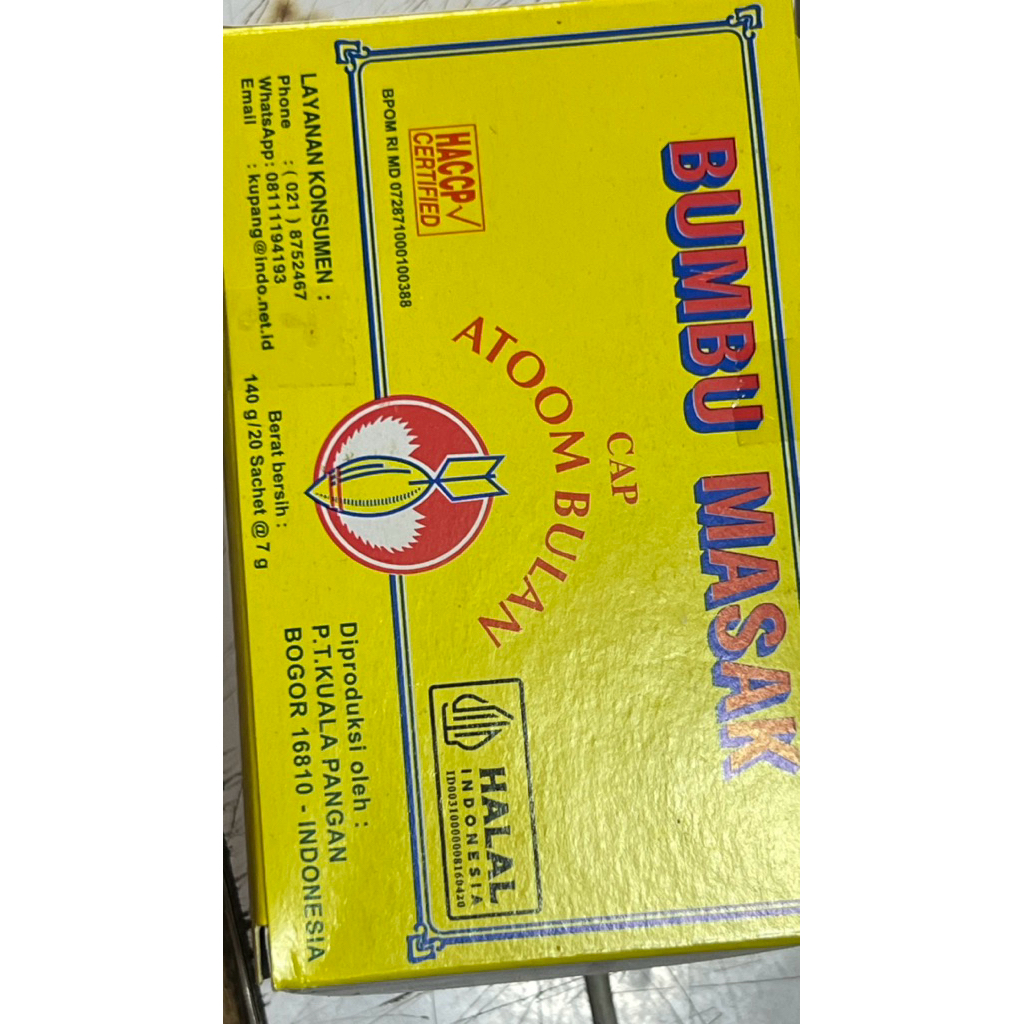 BUMBU MASAK
CAP
ATOOM BULAN
HACCP
CERTIFIED
BPOM RI MD 072871000100388
HALAL
INDONESIA
ID00310000008160420
LAYANAN KONSUMEN :
Phone : ( 021 ) 8752467
WhatsApp : 08111194193
Email : kupang@indo.net.id
Berat bersih :
140 g/20 Sachet @ 7 g
Diproduksi oleh :
P.T.KUALA PANGAN
BOGOR 16810 - INDONESIA